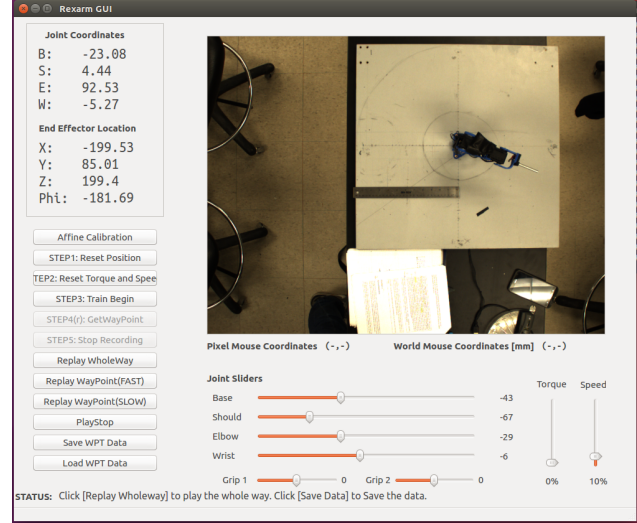 Rexarm GUI
Joint Coordinates
B: -23.08
S: 4.44
E: 92.53
W: -5.27
End Effector Location
X: -199.53
Y: 85.01
Z: 199.4
Phi: -181.69
Affine Calibration
STEP1: Reset Position
TEP2: Reset Torque and Spee
STEP3: Train Begin
STEP4(r): GetWayPoint
STEP5: Stop Recording
Replay WholeWay
Replay WayPoint(FAST)
Replay WayPoint(SLOW)
PlayStop
Save WPT Data
Load WPT Data
Pixel Mouse Coordinates (-,-) World Mouse Coordinates [mm] (-,-)
Joint Sliders
Torque Speed
Base -43
Should -67
Elbow -29
Wrist -6
Grip 1 0 Grip 2 0
0% 10%
STATUS: Click [Replay Wholeway] to play the whole way. Click [Save Data] to Save the data.